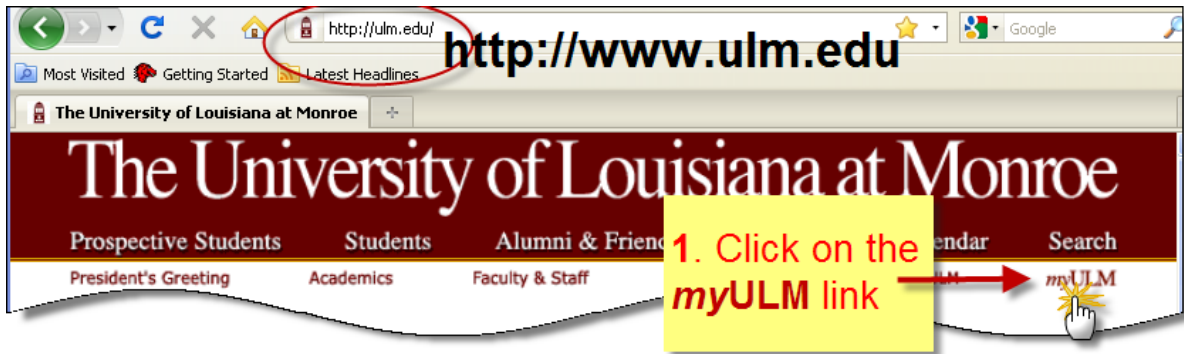 http://ulm.edu/
Google
http://www.ulm.edu
Most Visited Getting Started Latest Headlines
The University of Louisiana at Monroe
The University of Louisiana at Monroe
Prospective Students Students Alumni & Search
President's Greeting Academics Faculty & Staff myULM
1. Click on the
myULM link